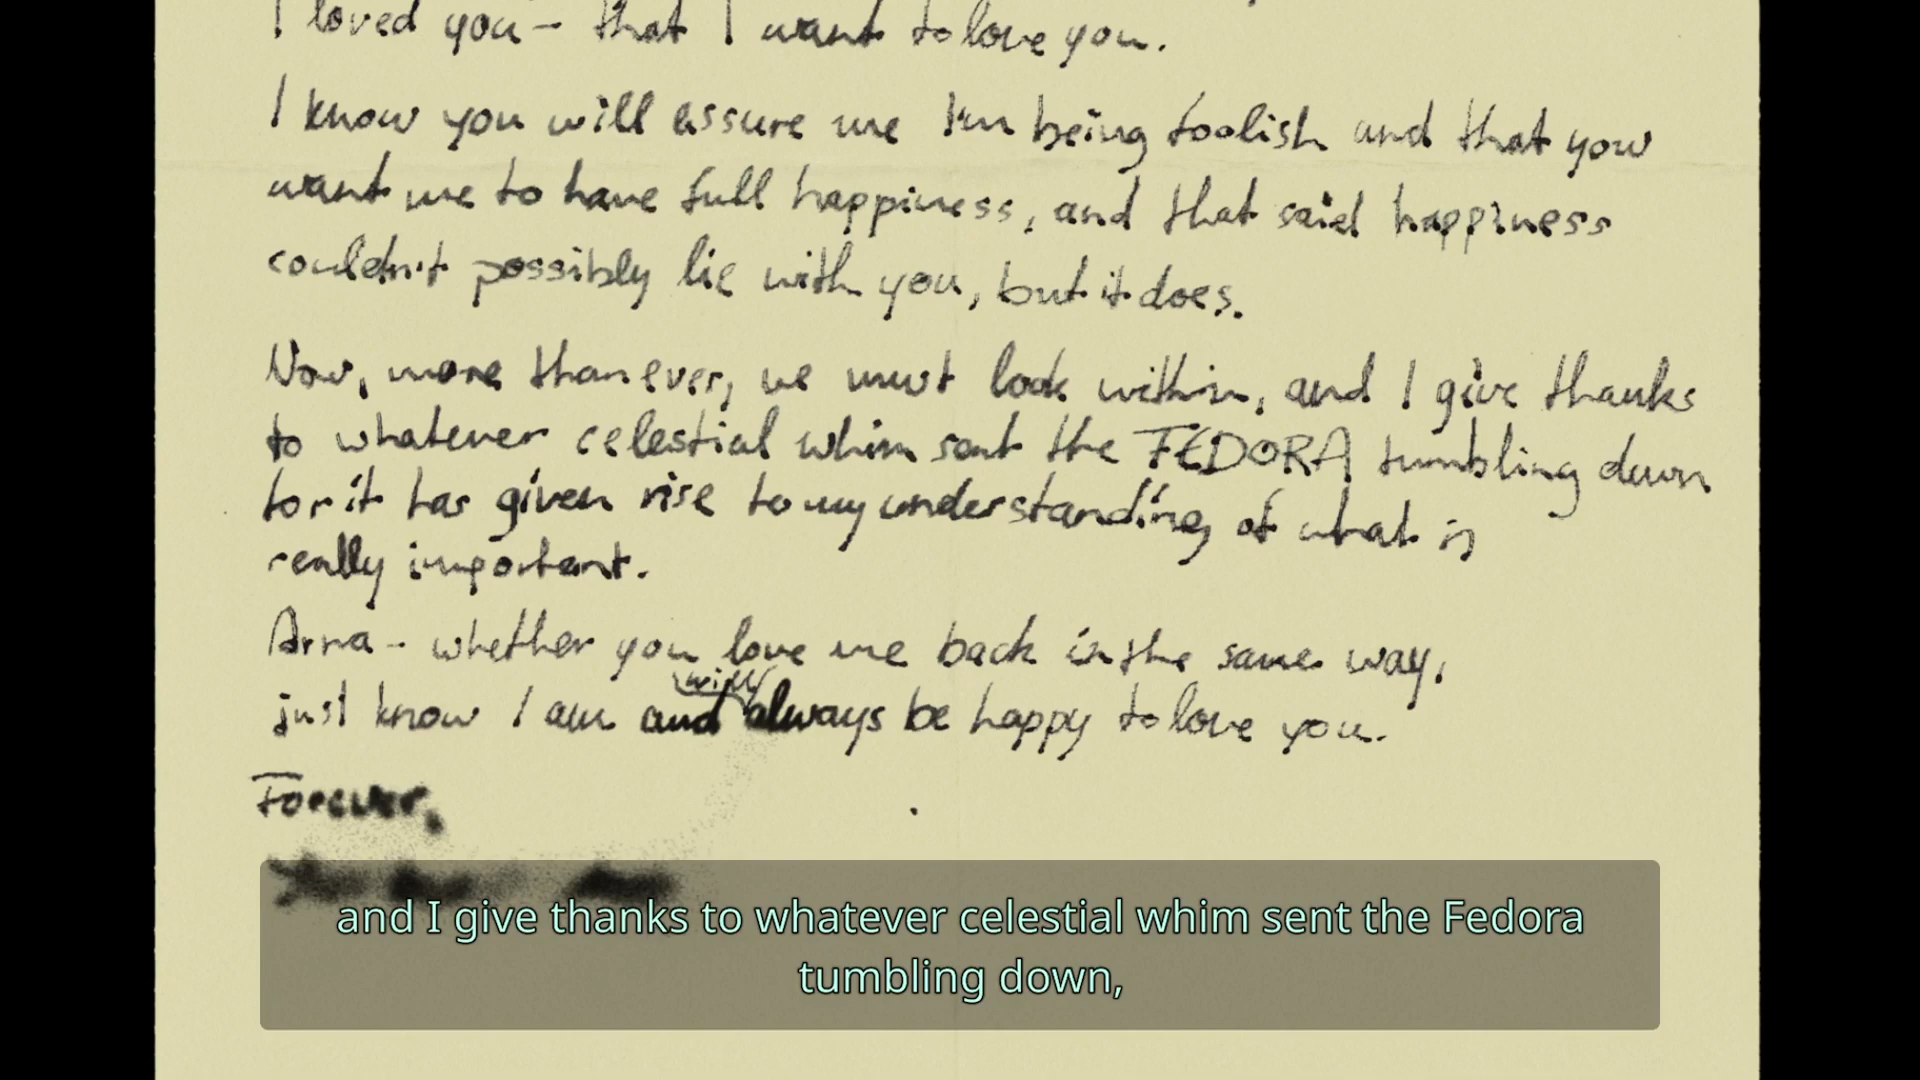 I loved you - that I want to love you.
I know you will assure me I'm being foolish and that you
want me to have full happiness, and that said happiness
couldn't possibly lie with you, but it does.
Now, more than ever, we must look within, and I give thanks
to whatever celestial whim sent the FEDORA tumbling down
for it has given rise to my understanding of what is
really important.
Anna - whether you love me back in the same way,
will
just know I am and always be happy to love you.
Forever,
and I give thanks to whatever celestial whim sent the Fedora
tumbling down,